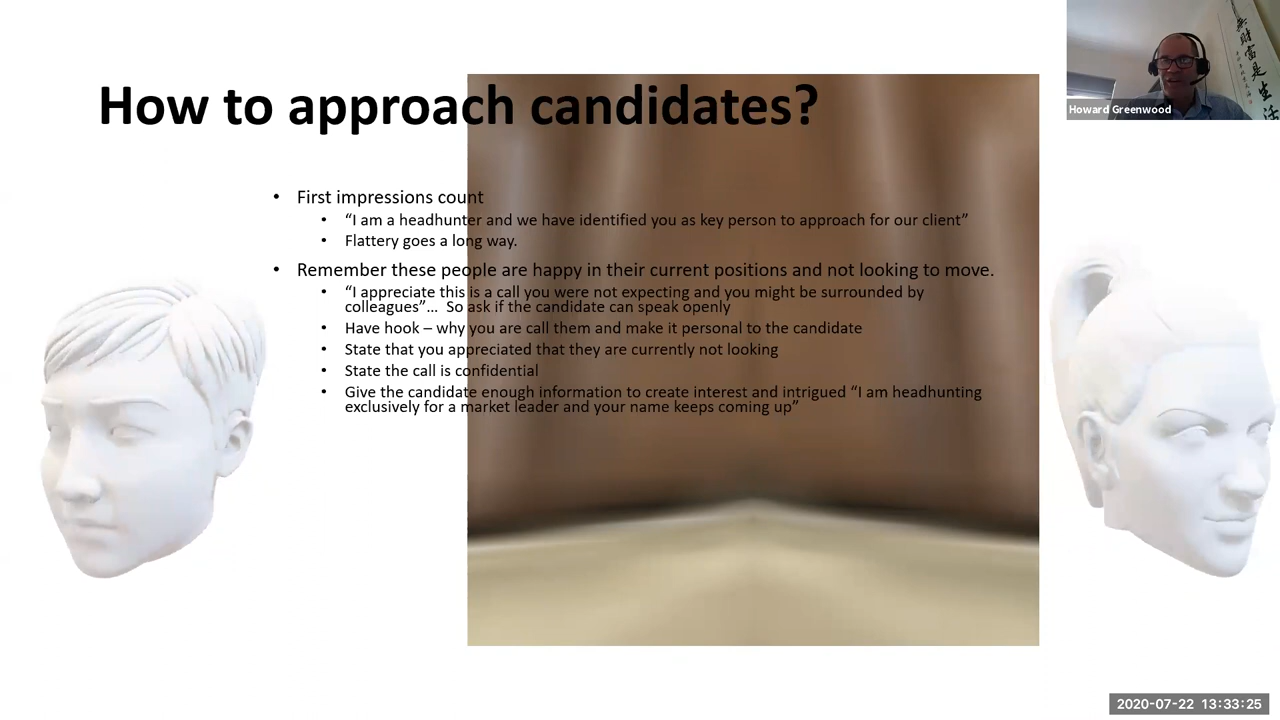 How to approach candidates?
• First impressions count
• “I am a headhunter and we have identified you as key person to approach for our client”
• Flattery goes a long way.
• Remember these people are happy in their current positions and not looking to move.
• “I appreciate this is a call you were not expecting and you might be surrounded by
colleagues”… So ask if the candidate can speak openly
• Have hook – why you are call them and make it personal to the candidate
• State that you appreciated that they are currently not looking
• State the call is confidential
• Give the candidate enough information to create interest and intrigued “I am headhunting
exclusively for a market leader and your name keeps coming up”
無財富是生活
Howard Greenwood
2020-07-22 13:33:25